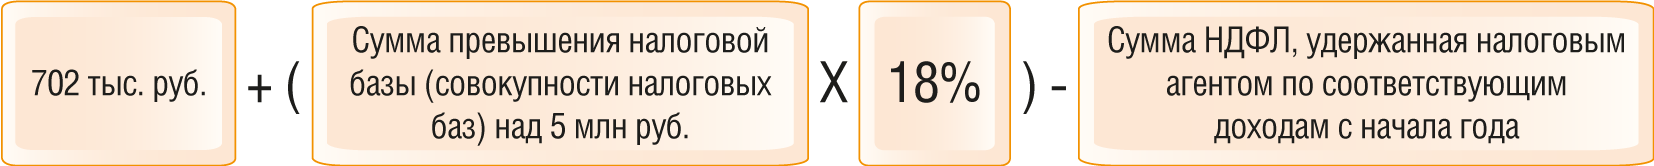 702 тыс. руб.
+ (
Сумма превышения налоговой
базы (совокупности налоговых
баз) над 5 млн руб.
X
18%
) -
Сумма НДФЛ, удержанная налоговым
агентом по соответствующим
доходам с начала года